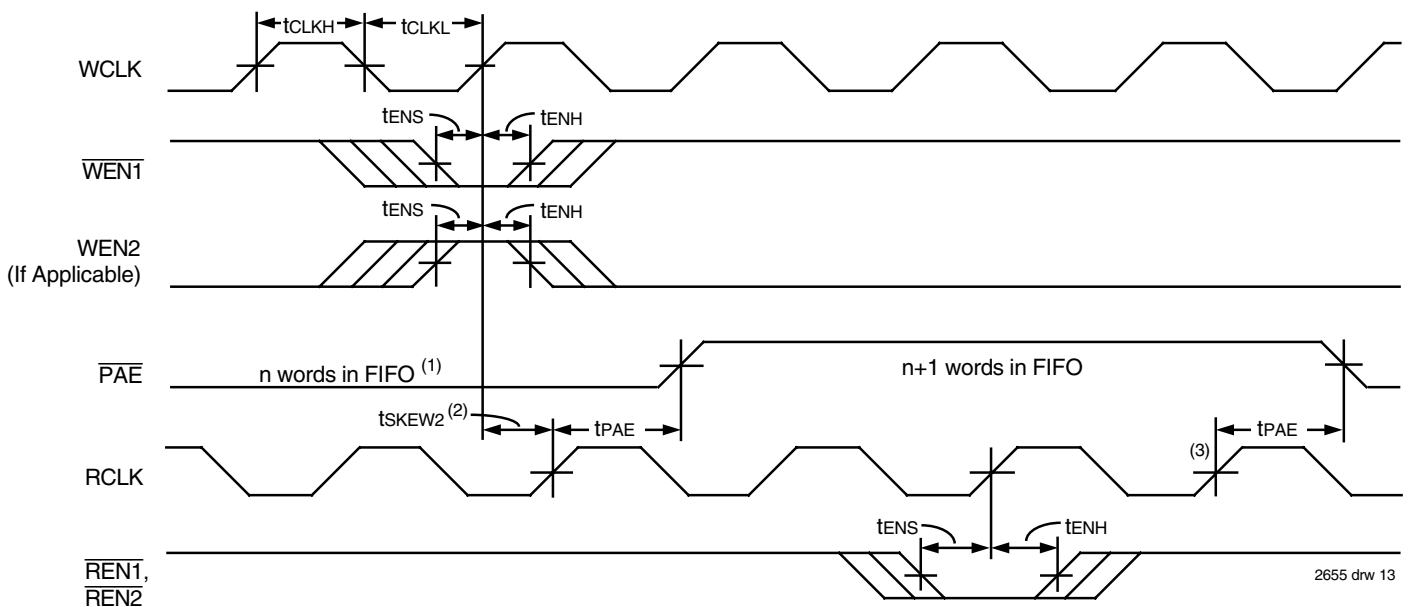 tCLKH tCLKL
WCLK
tENS tENH
WEN1
tENS tENH
WEN2
(If Applicable)
PAE
n words in FIFO (1)
n+1 words in FIFO
tSKEW2 (2)
tPAE
(3)
tPAE
RCLK
tENS tENH
REN1,
REN2
2655 drw 13